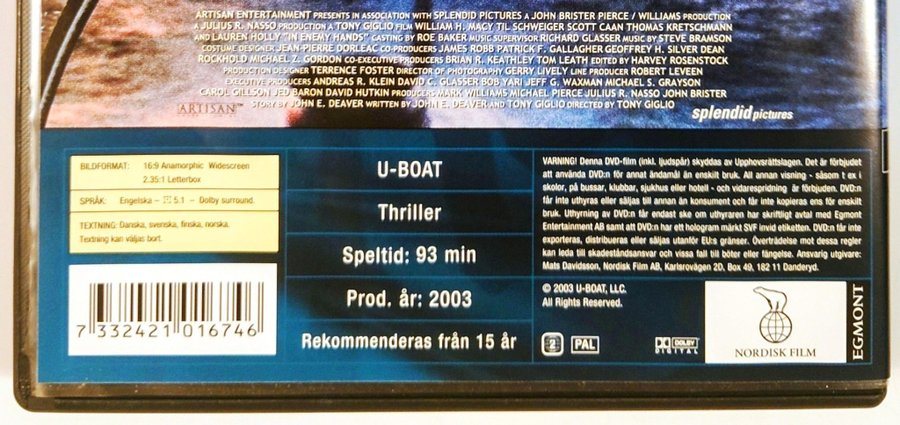 ARTISAN ENTERTAINMENT PRESENTS IN ASSOCIATION WITH SPLENDID PICTURES A JOHN BRISTER PIERCE / WILLIAMS PRODUCTION
A JULIUS R. NASSO PRODUCTION A TONY GIGLIO FILM WILLIAM H. MACY TIL SCHWEIGER SCOTT CAAN THOMAS KRETSCHMANN
AND LAUREN HOLLY "IN ENEMY HANDS" CASTING BY ROE BAKER MUSIC SUPERVISOR RICHARD GLASSER MUSIC BY STEVE BRAMSON
COSTUME DESIGNER JEAN-PIERRE DORLEAC CO-PRODUCERS JAMES ROBB PATRICK F. GALLAGHER GEOFFREY H. SILVER DEAN
ROCKHOLD MICHAEL Z. GORDON CO-EXECUTIVE PRODUCERS BRIAN R. KEATHLEY TOM LEATH EDITED BY HARVEY ROSENSTOCK
PRODUCTION DESIGNER TERRENCE FOSTER DIRECTOR OF PHOTOGRAPHY GERRY LIVELY LINE PRODUCER ROBERT LEVEEN
EXECUTIVE PRODUCERS ANDREAS R. KLEIN DAVID C. GLASSER BOB YARI JEFF G. WAXMAN MICHAEL S. GRAYSON
CAROL GILLSON JED BARON DAVID HUTKIN PRODUCERS MARK WILLIAMS MICHAEL PIERCE JULIUS R. NASSO JOHN BRISTER
STORY BY JOHN E. DEAVER WRITTEN BY JOHN E. DEAVER AND TONY GIGLIO DIRECTED BY TONY GIGLIO
ARTISAN
splendid pictures
BILDFORMAT: 16:9 Anamorphic Widescreen
2.35:1 Letterbox
SPRÅK: Engelska – 5.1 - Dolby surround.
TEXTNING: Danska, svenska, finska, norska.
Textning kan väljas bort.
7 332421 016746
U-BOAT
Thriller
Speltid: 93 min
Prod. år: 2003
Rekommenderas från 15 år
VARNING! Denna DVD-film (inkl. ljudspår) skyddas av Upphovsrättslagen. Det är förbjudet
att använda DVD:n för annat ändamål än enskilt bruk. All annan visning - såsom t ex i
skolor, på bussar, klubbar, sjukhus eller hotell - och vidarespridning är förbjuden. DVD:n
får inte uthyras eller säljas till annan än konsument och får inte kopieras ens för enskilt
bruk. Uthyrning av DVD:n får endast ske om uthyraren har skriftligt avtal med Egmont
Entertainment AB samt att DVD:n har ett hologram märkt SVF invid etiketten. DVD:n får inte
exporteras, distribueras eller säljas utanför EU:s gränser. Överträdelse mot dessa regler
kan leda till skadeståndsansvar och vissa fall till böter eller fängelse. Ansvarig utgivare:
Mats Davidsson, Nordisk Film AB, Karlsrovägen 2D, Box 49, 182 11 Danderyd.
© 2003 U-BOAT, LLC.
All Rights Reserved.
2 PAL
DOLBY
DIGITAL
NORDISK FILM
EGMONT